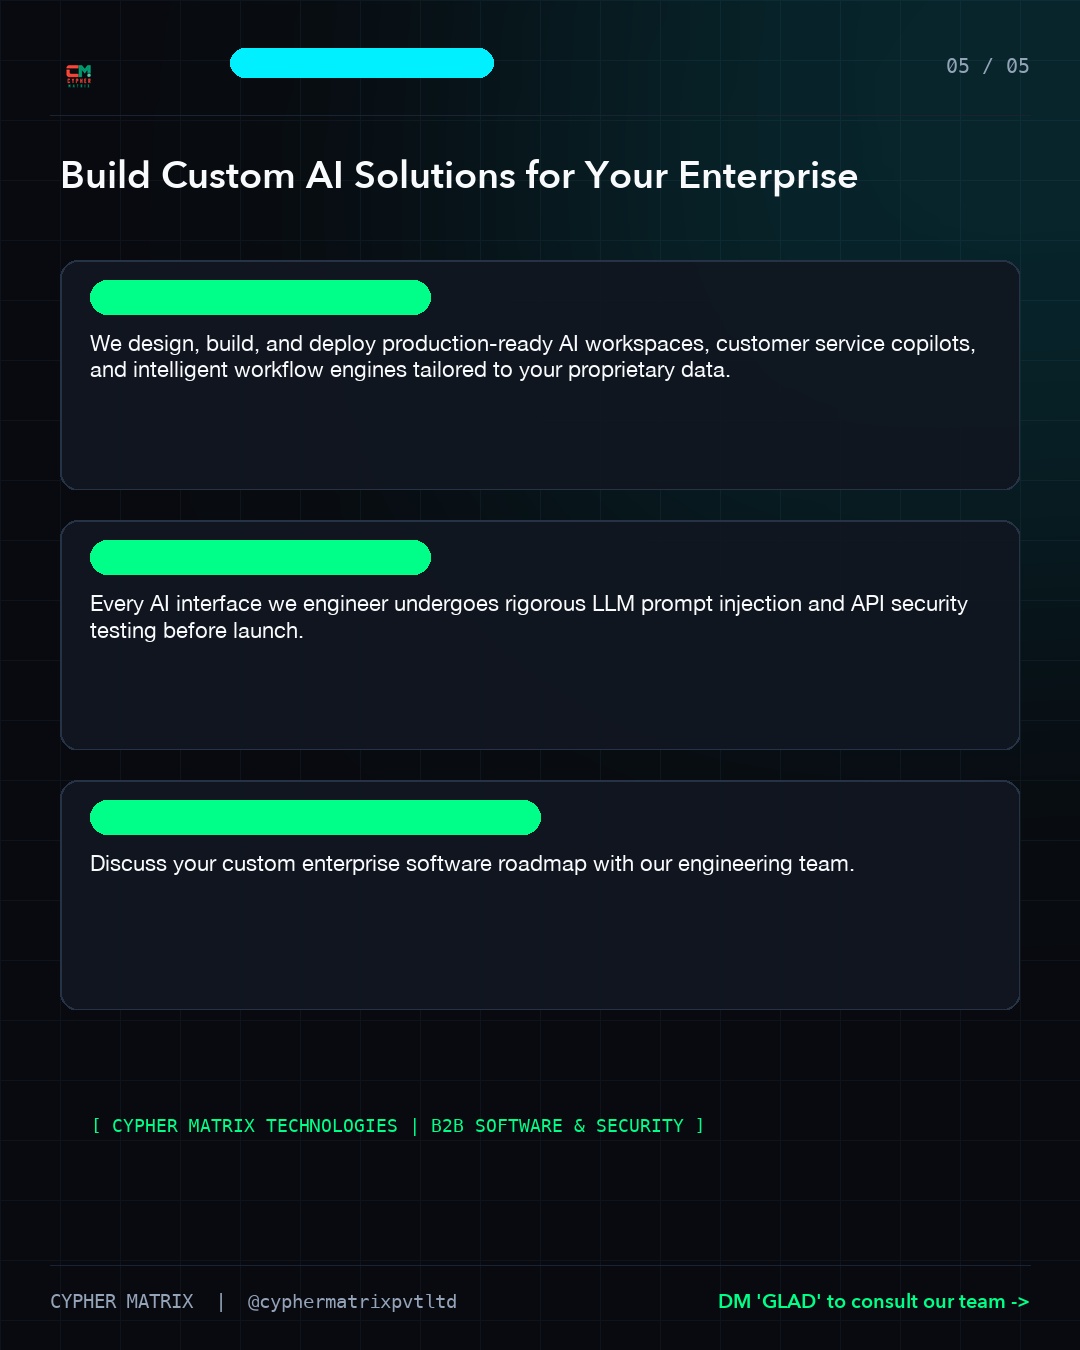 CM
CYPHER
MATRIX
05 / 05
Build Custom AI Solutions for Your Enterprise
We design, build, and deploy production-ready AI workspaces, customer service copilots,
and intelligent workflow engines tailored to your proprietary data.
Every AI interface we engineer undergoes rigorous LLM prompt injection and API security
testing before launch.
Discuss your custom enterprise software roadmap with our engineering team.
[ CYPHER MATRIX TECHNOLOGIES | B2B SOFTWARE & SECURITY ]
CYPHER MATRIX | @cyphermatrixpvtltd
DM 'GLAD' to consult our team ->